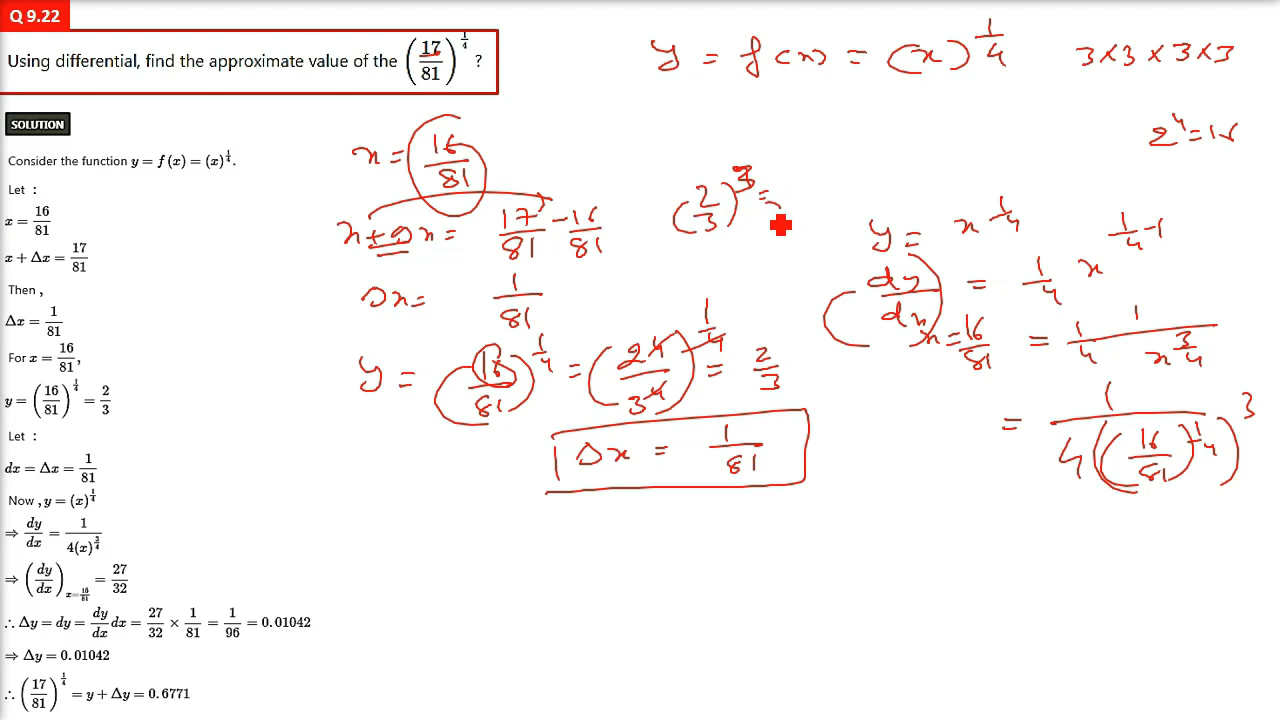 Q 9.22
Using differential, find the approximate value of the (17/81)^(1/4) ?
SOLUTION
Consider the function y = f(x) = (x)^(1/4).
Let :
x = 16/81
x + Δx = 17/81
Then ,
Δx = 1/81
For x = 16/81,
y = (16/81)^(1/4) = 2/3
Let :
dx = Δx = 1/81
Now , y = (x)^(1/4)
⇒ dy/dx = 1/(4(x)^(3/4))
⇒ (dy/dx)_(x=16/81) = 27/32
∴ Δy = dy = dy/dx dx = 27/32 × 1/81 = 1/96 = 0.01042
⇒ Δy = 0.01042
∴ (17/81)^(1/4) = y + Δy = 0.6771
y = f(x) = (x)^(1/4)
3×3×3×3
2^4 = 16
x = 16/81
x + Δx = 17/81 - 16/81
(2/3)^3 =
Δx = 1/81
y = (16/81)^(1/4) = (2^4/3^4)^(1/4) = 2/3
Δx = 1/81
y = x^(1/4)
dy/dx = 1/4 x^(1/4-1)
x = 16/81 = 1/4 1/x^(3/4)
= 1/(4((16/81)^(1/4))^3)